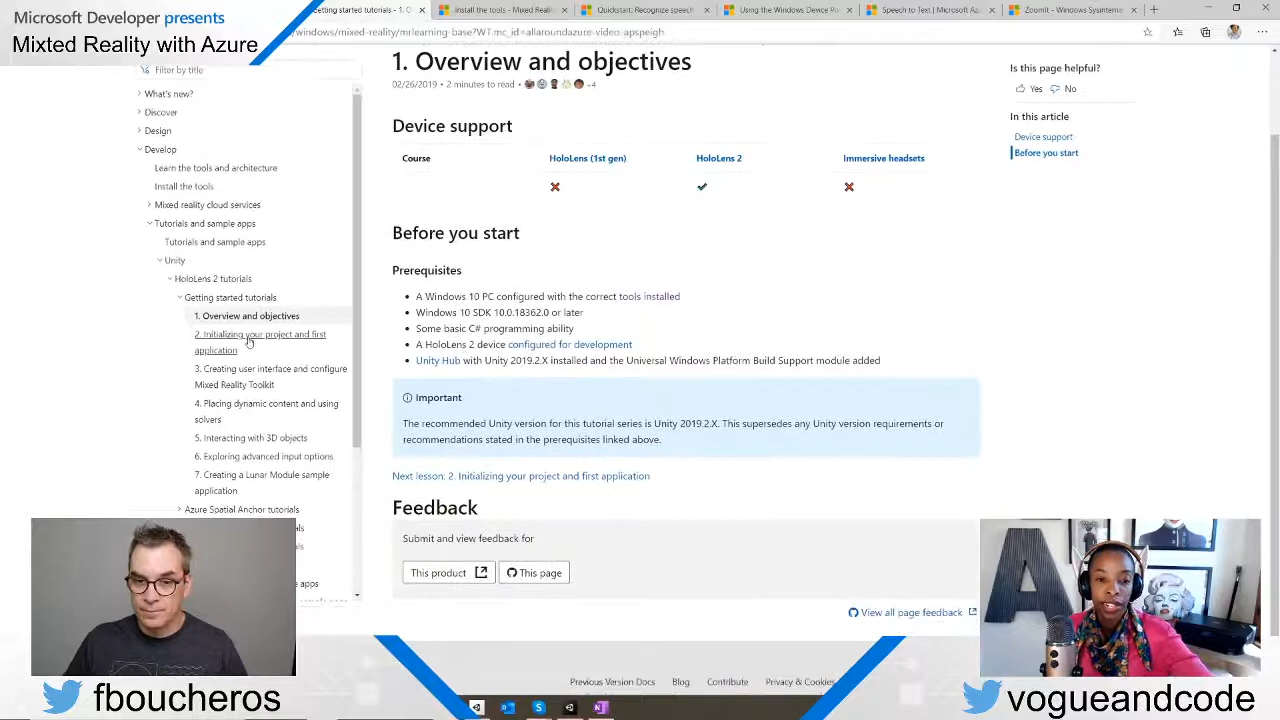 Microsoft Developer presents
Mixted Reality with Azure
Getting started tutorials - 1. O
Install the tools - Mixed Realit
Quickstart: Recognize speech
Using the Windows Device Po
Speech to Text | Microsoft A
ZoomIt - Windows Sysinterna
/windows/mixed-reality/mrlearning-base?WT.mc_id=allaroundazure-video-apspeigh
Filter by title
What's new?
Discover
Design
Develop
Learn the tools and architecture
Install the tools
Mixed reality cloud services
Tutorials and sample apps
Tutorials and sample apps
Unity
HoloLens 2 tutorials
Getting started tutorials
1. Overview and objectives
2. Initializing your project and first
application
3. Creating user interface and configure
Mixed Reality Toolkit
4. Placing dynamic content and using
solvers
5. Interacting with 3D objects
6. Exploring advanced input options
7. Creating a Lunar Module sample
application
Azure Spatial Anchor tutorials
1. Overview and objectives
02/26/2019 • 2 minutes to read • +4
Device support
Course HoloLens (1st gen) HoloLens 2 Immersive headsets
Before you start
Prerequisites
• A Windows 10 PC configured with the correct tools installed
• Windows 10 SDK 10.0.18362.0 or later
• Some basic C# programming ability
• A HoloLens 2 device configured for development
• Unity Hub with Unity 2019.2.X installed and the Universal Windows Platform Build Support module added
Important
The recommended Unity version for this tutorial series is Unity 2019.2.X. This supersedes any Unity version requirements or
recommendations stated in the prerequisites linked above.
Next lesson: 2. Initializing your project and first application
Feedback
Submit and view feedback for
This product
This page
View all page feedback
Is this page helpful?
Yes No
In this article
Device support
Before you start
Previous Version Docs Blog Contribute Privacy & Cookies
A
fboucheros
vogueandcode